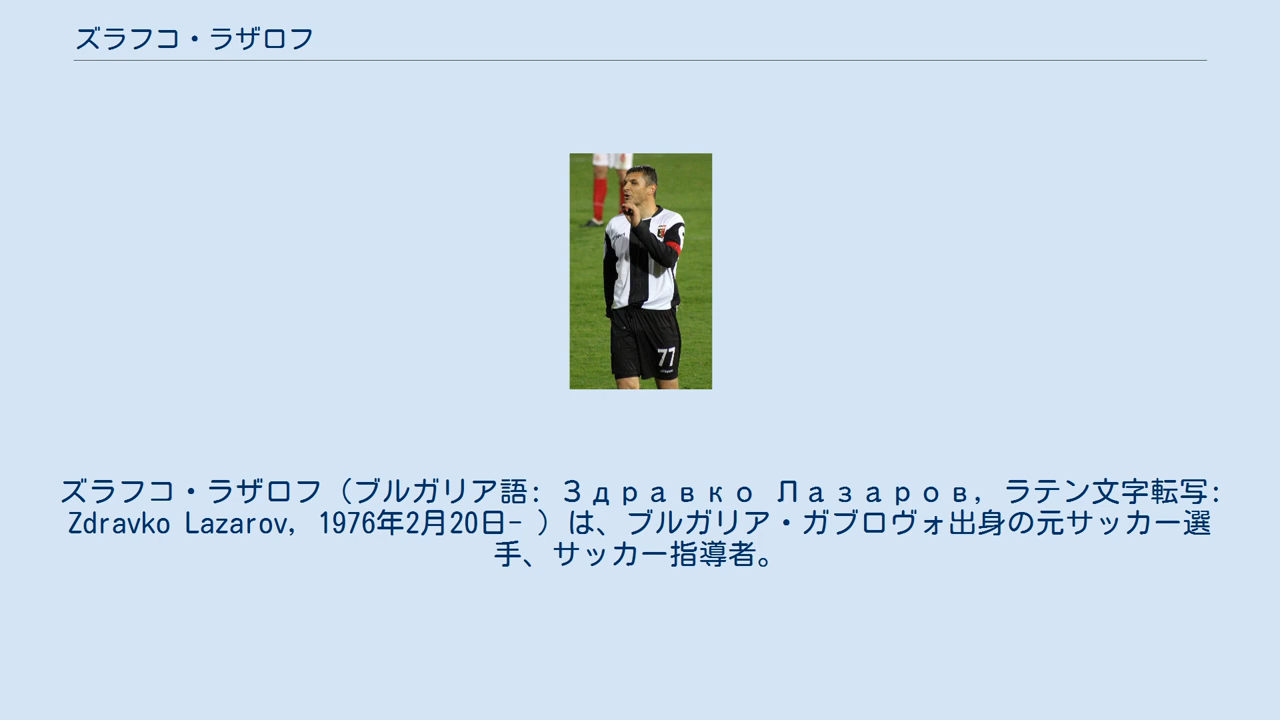 ズラフコ・ラザロフ
77
ズラフコ・ラザロフ（ブルガリア語: Здравко Лазаров, ラテン文字転写:
Zdravko Lazarov, 1976年2月20日- ）は、ブルガリア・ガブロヴォ出身の元サッカー選
手、サッカー指導者。